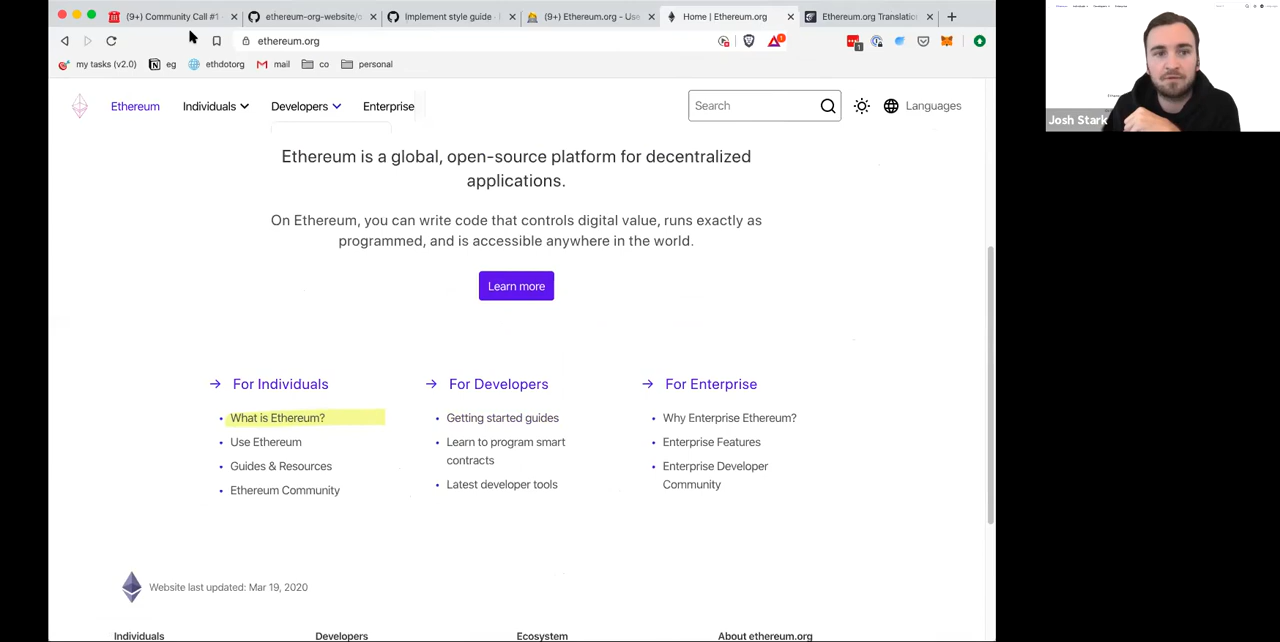 (9+) Community Call #1 -
ethereum-org-website/c
Implement style guide ·
(9+) Ethereum.org - Use
Home | Ethereum.org
Ethereum.org Translatio
ethereum.org
1
1
my tasks (v2.0)
eg
ethdotorg
mail
co
personal
Ethereum
Individuals
Developers
Enterprise
Search
Languages
Ethereum is a global, open-source platform for decentralized
applications.
On Ethereum, you can write code that controls digital value, runs exactly as
programmed, and is accessible anywhere in the world.
Learn more
For Individuals
What is Ethereum?
Use Ethereum
Guides & Resources
Ethereum Community
For Developers
Getting started guides
Learn to program smart
contracts
Latest developer tools
For Enterprise
Why Enterprise Ethereum?
Enterprise Features
Enterprise Developer
Community
Website last updated: Mar 19, 2020
Individuals
Developers
Ecosystem
About ethereum.org
Josh Stark